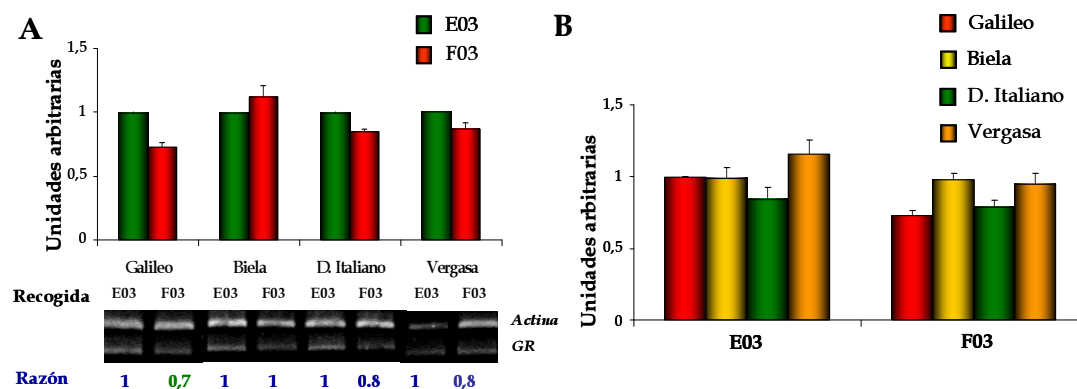 A
E03
F03
1,5
1
0,5
0
Unidades arbitrarias
Galileo Biela D. Italiano Vergasa
Recogida E03 F03 E03 F03 E03 F03 E03 F03
Actina
GR
Razón 1 0,7 1 1 1 0.8 1 0,8
B
Galileo
Biela
D. Italiano
Vergasa
1,5
1
0,5
0
Unidades arbitrarias
E03 F03